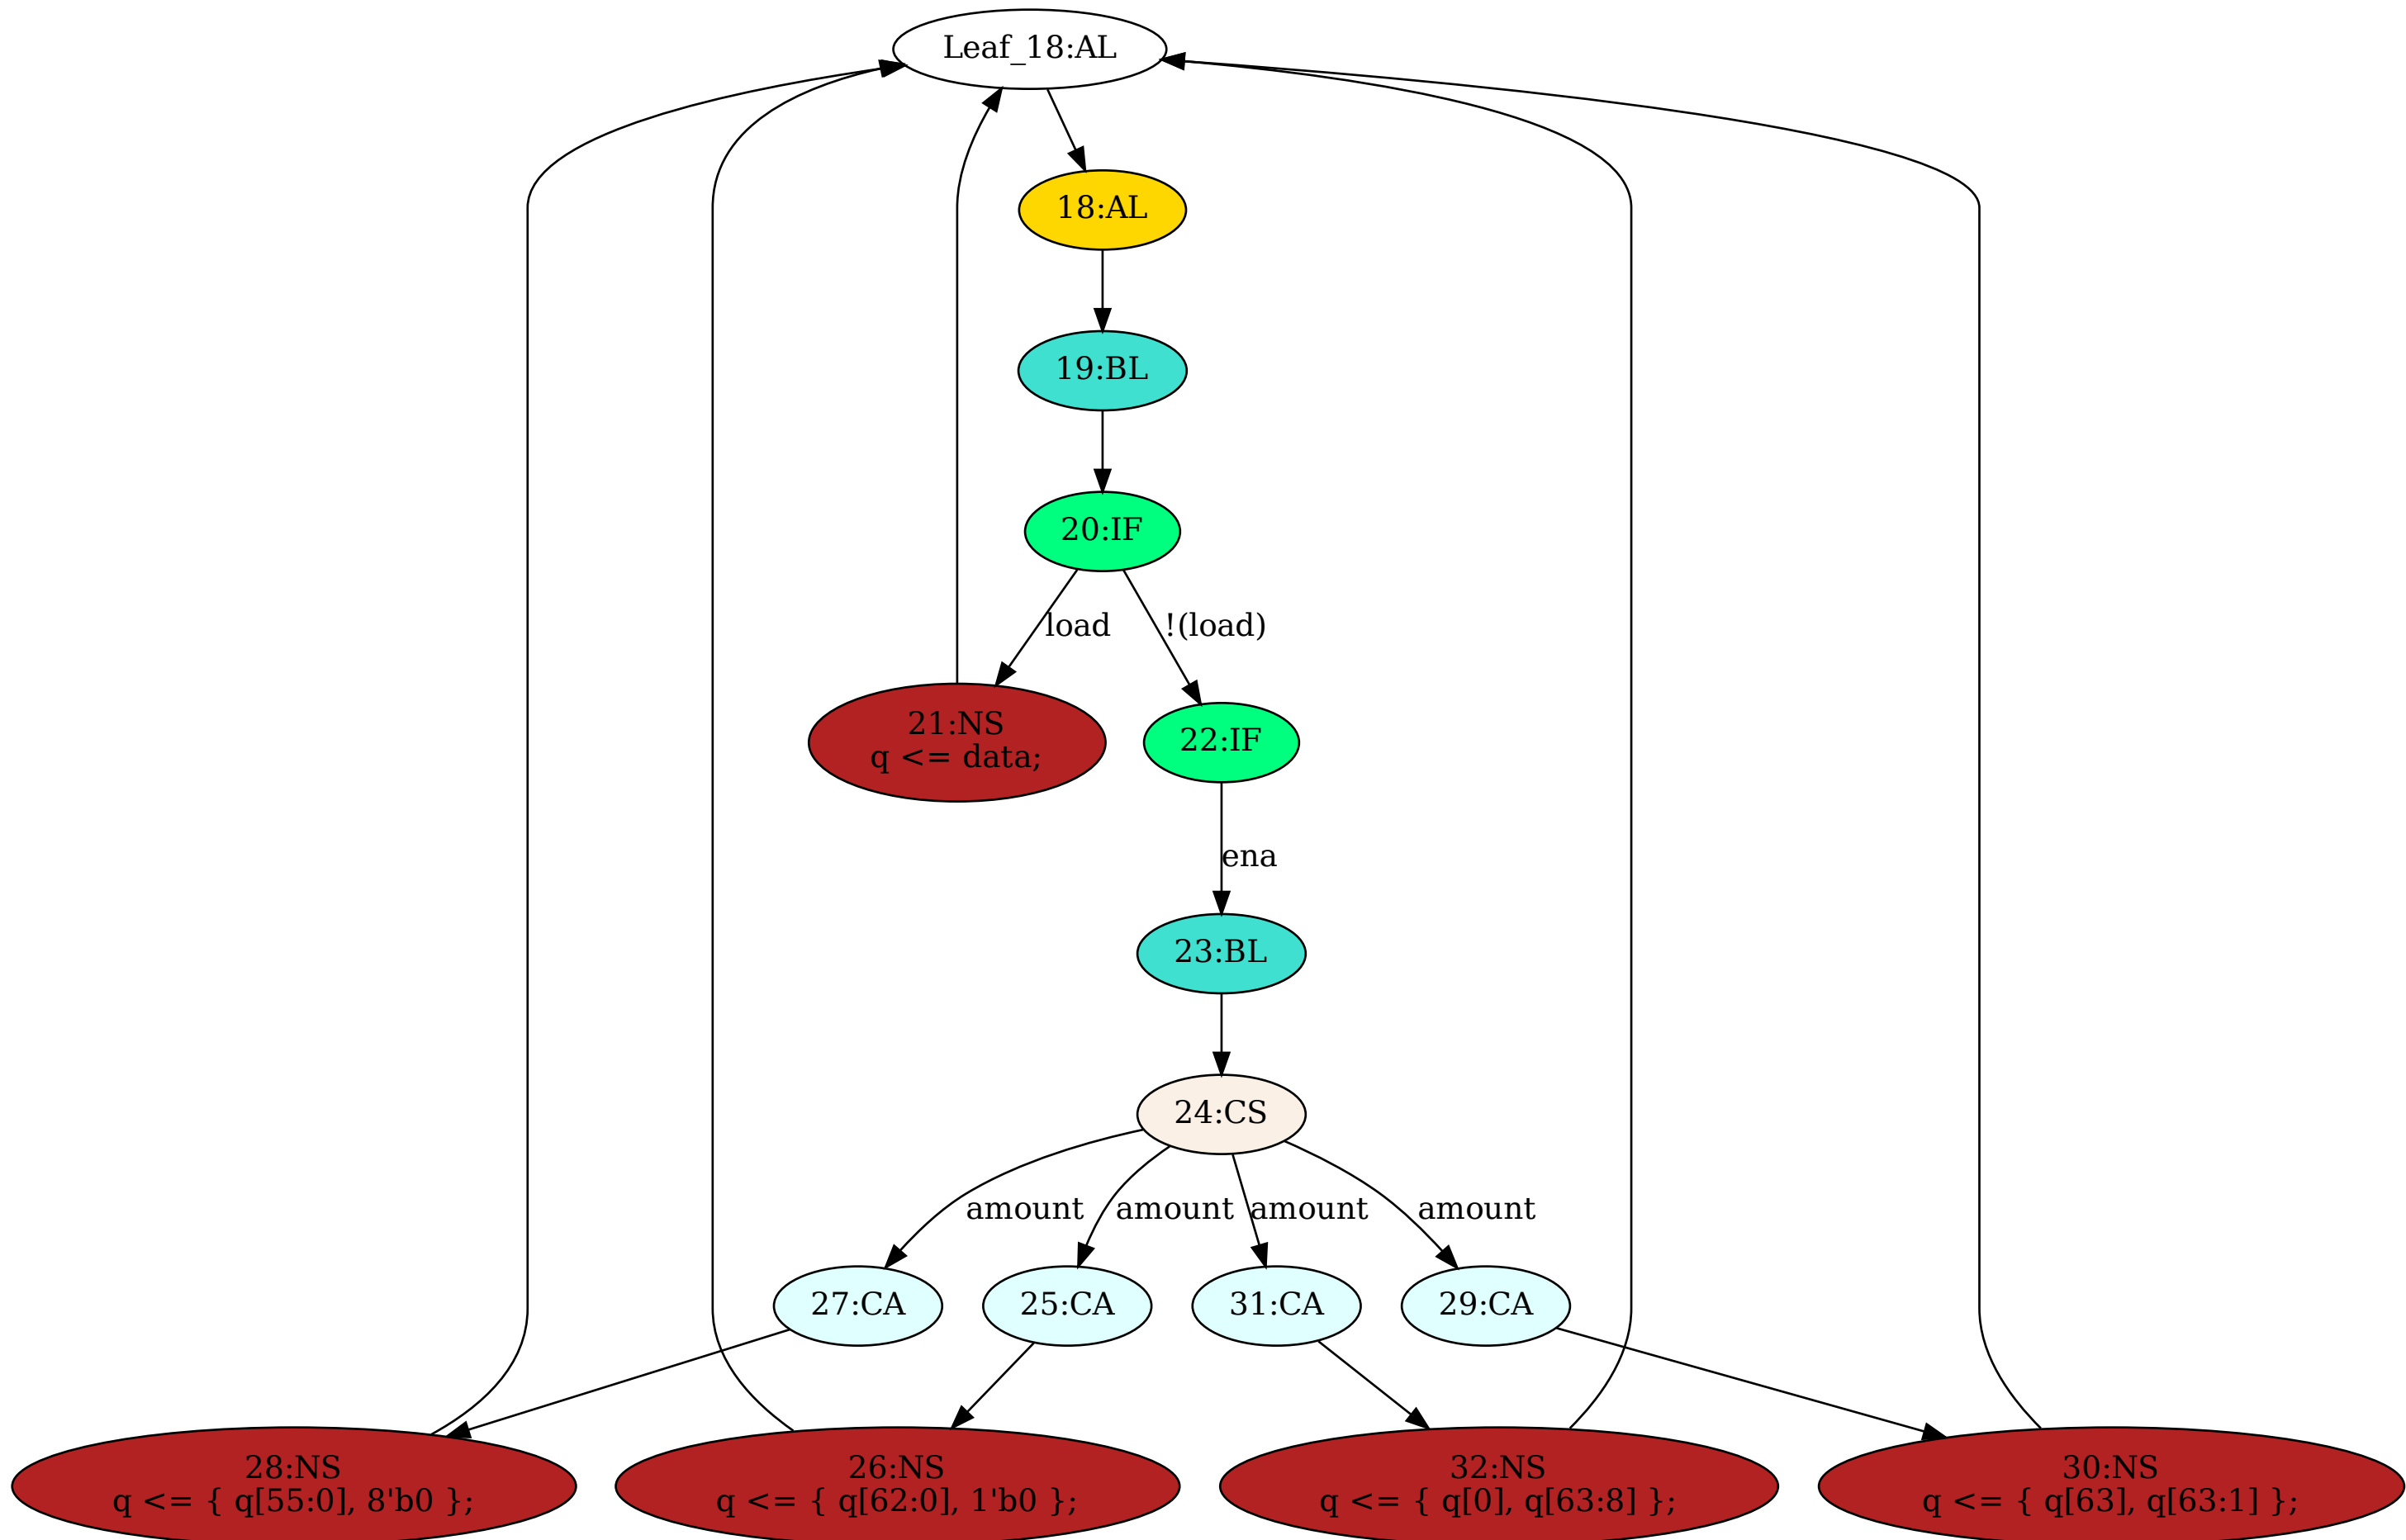 Leaf_18:AL
18:AL
19:BL
20:IF
load
!(load)
21:NS
q <= data;
22:IF
ena
23:BL
24:CS
amount
amount
amount
amount
27:CA
25:CA
31:CA
29:CA
28:NS
q <= { q[55:0], 8'b0 };
26:NS
q <= { q[62:0], 1'b0 };
32:NS
q <= { q[0], q[63:8] };
30:NS
q <= { q[63], q[63:1] };